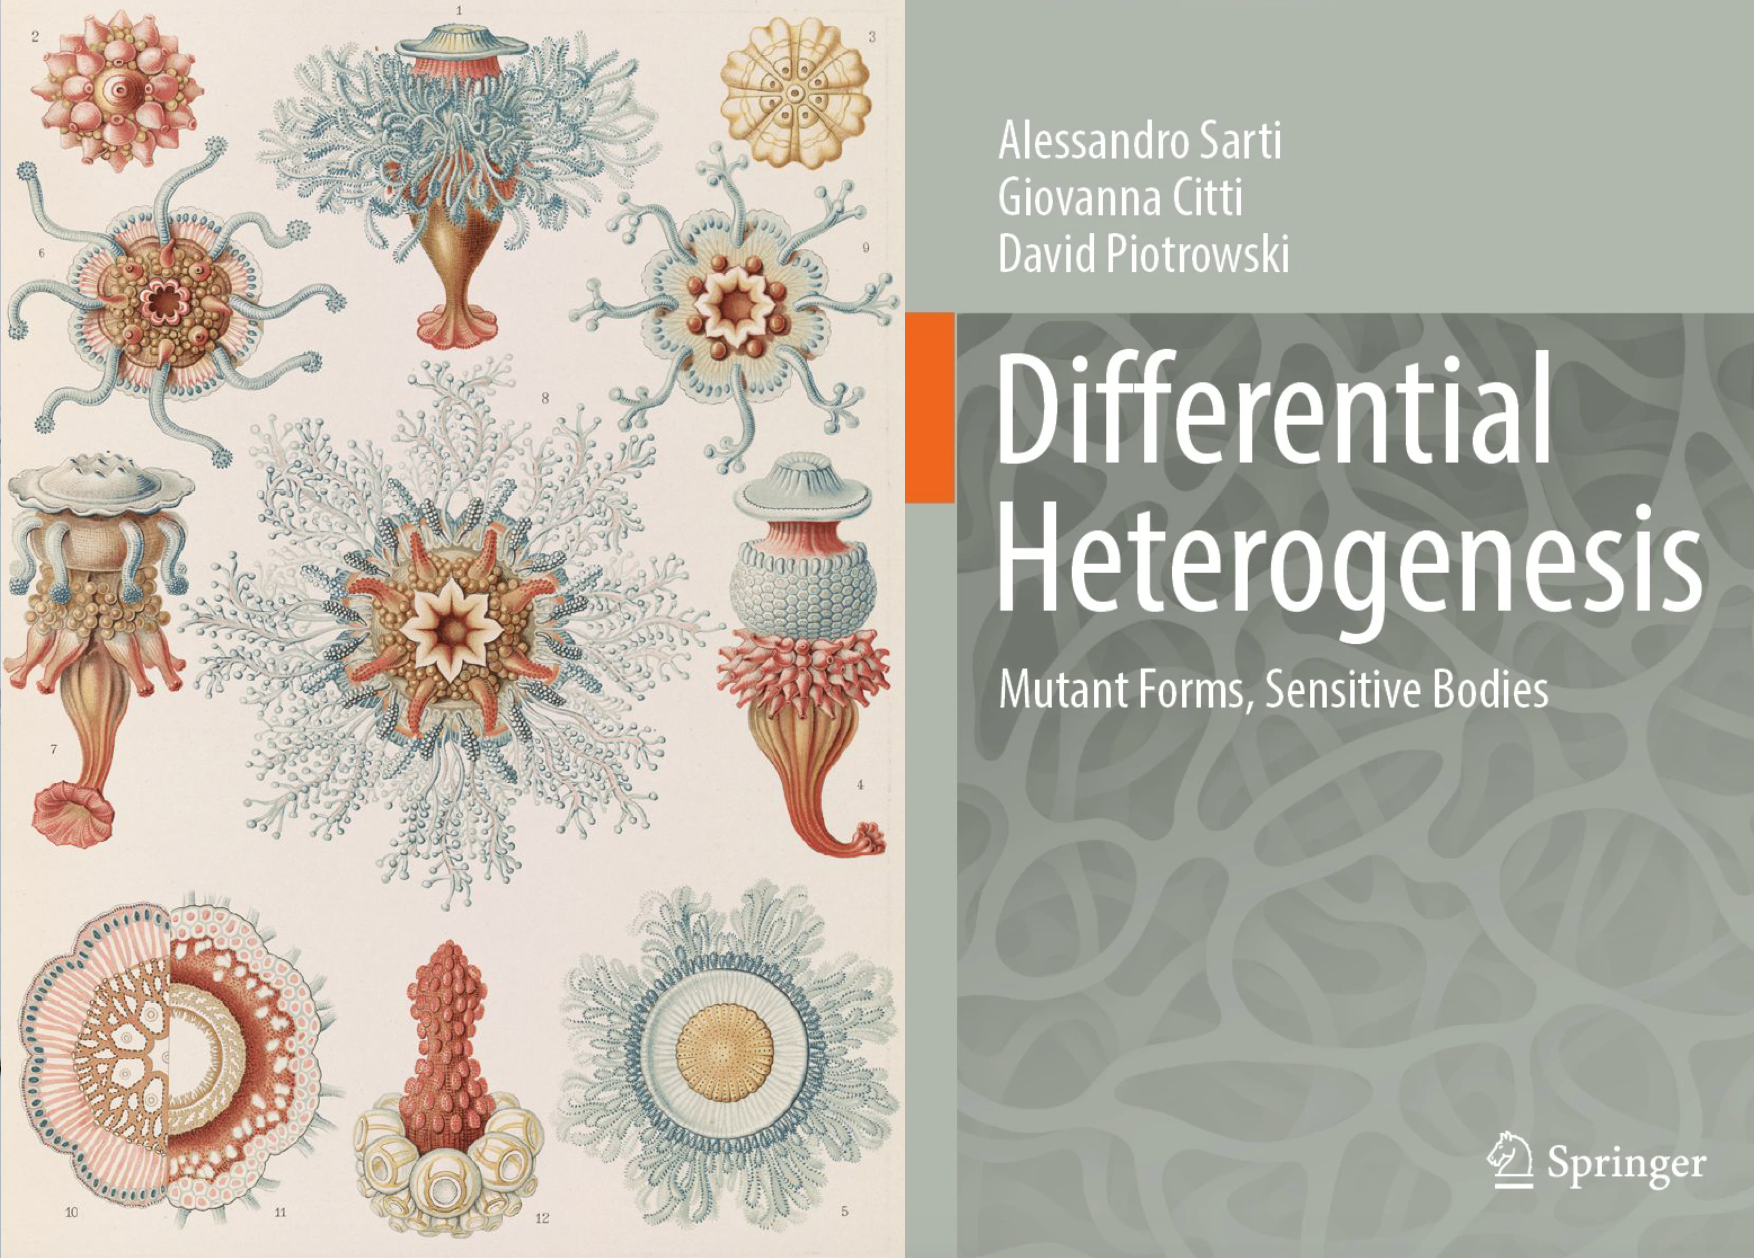 1
2
3
6
9
8
7
4
10
11
12
5
Alessandro Sarti
Giovanna Citti
David Piotrowski
Differential
Heterogenesis
Mutant Forms, Sensitive Bodies
Springer